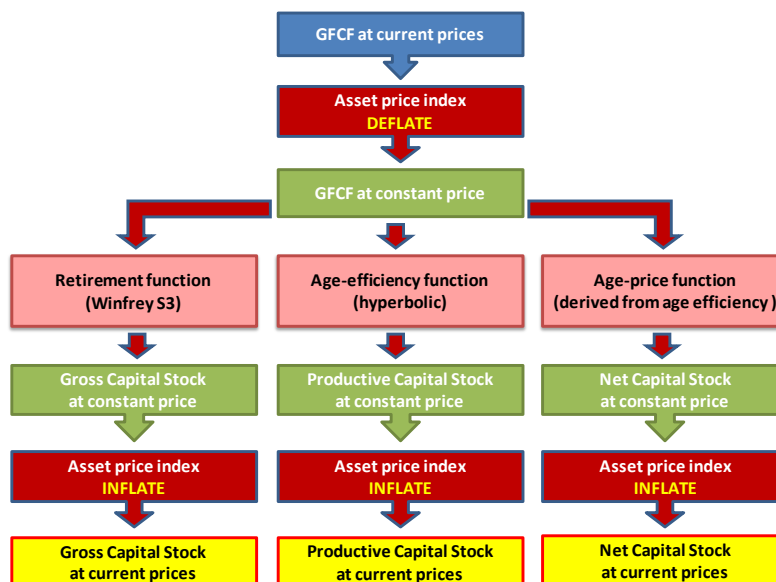 GFCF at current prices
Asset price index
DEFLATE
GFCF at constant price
Retirement function
(Winfrey S3)
Age-efficiency function
(hyperbolic)
Age-price function
(derived from age efficiency )
Gross Capital Stock
at constant price
Productive Capital Stock
at constant price
Net Capital Stock
at constant price
Asset price index
INFLATE
Asset price index
INFLATE
Asset price index
INFLATE
Gross Capital Stock
at current prices
Productive Capital Stock
at current prices
Net Capital Stock
at current prices